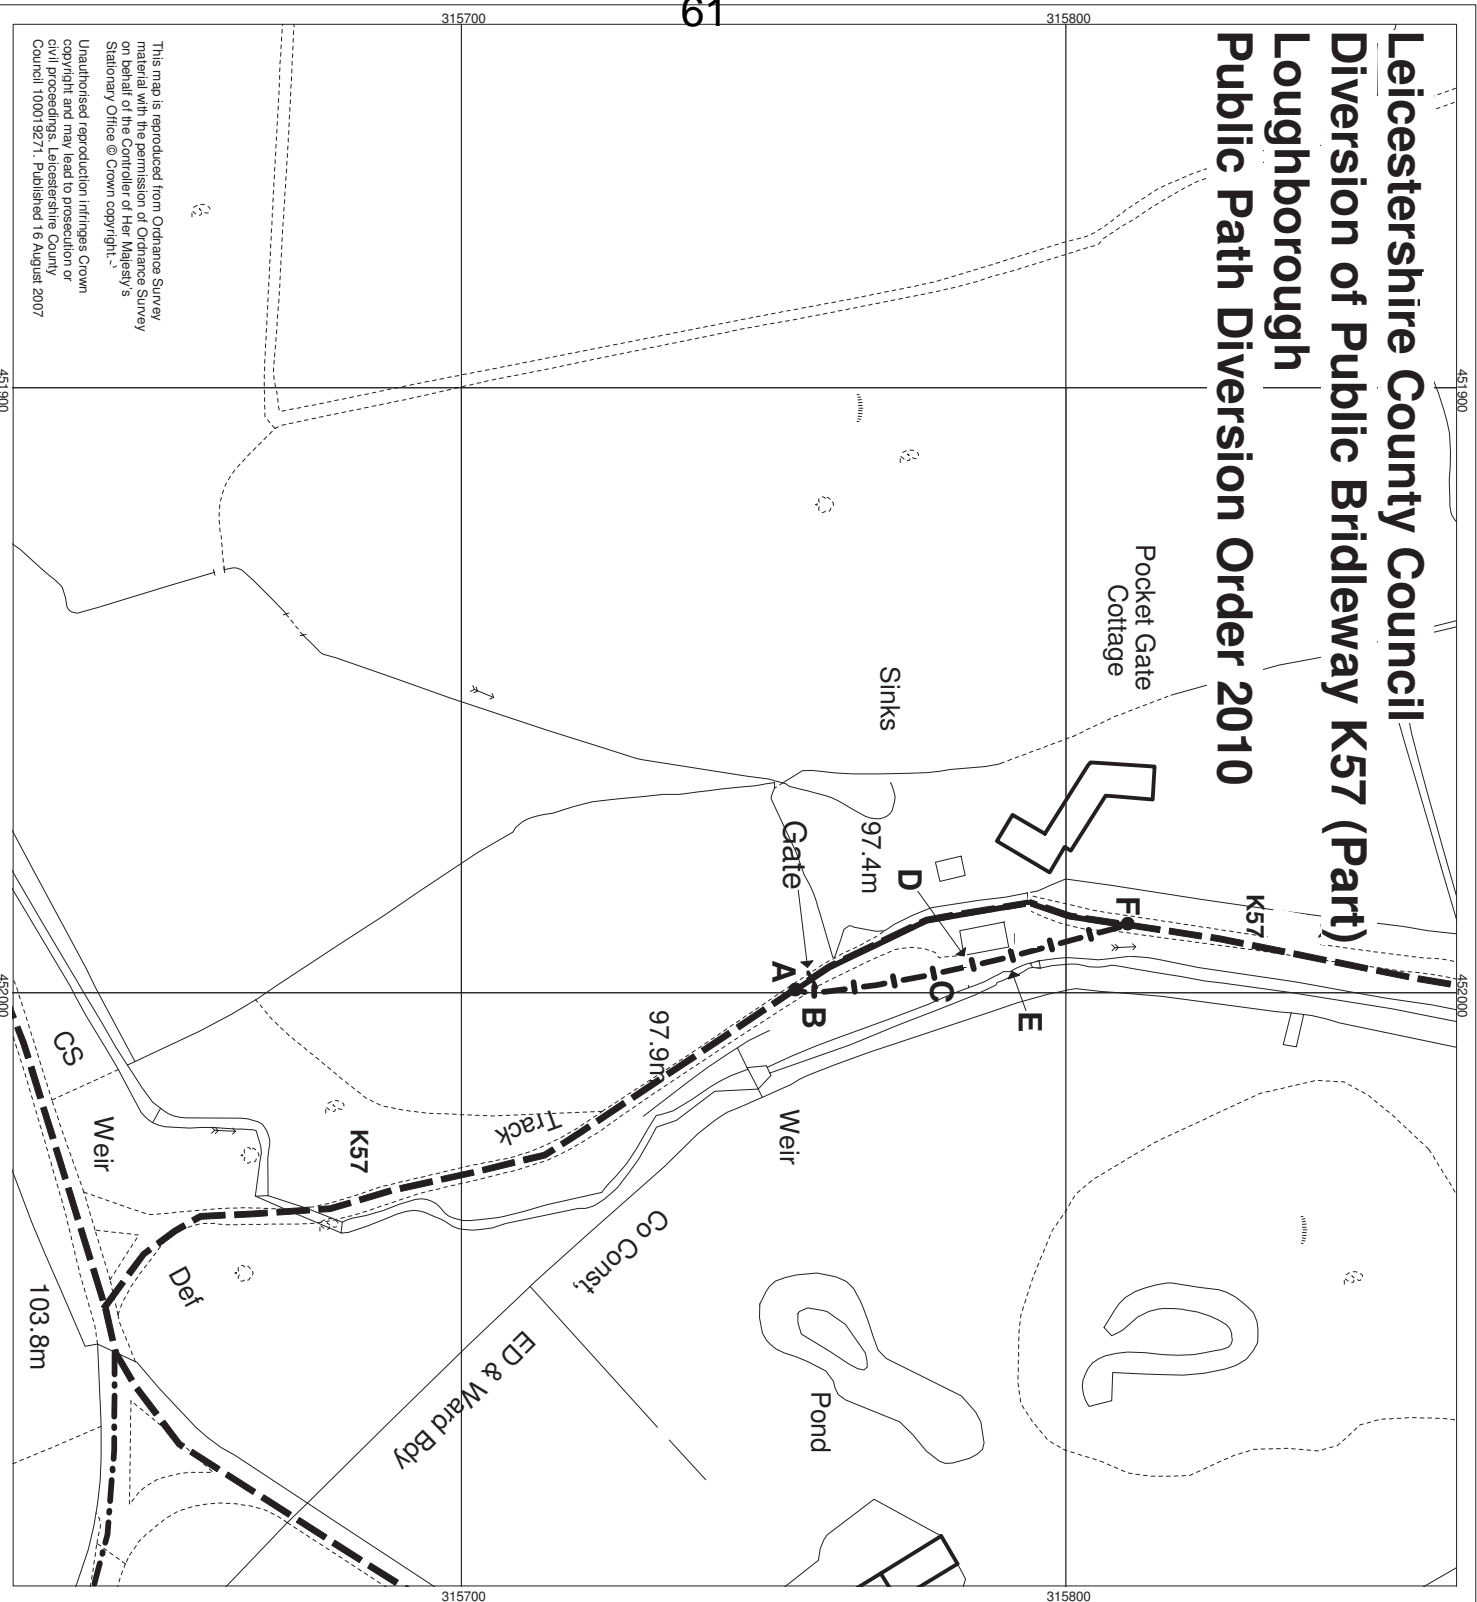 61
Leicestershire County Council
Diversion of Public Bridleway K57 (Part)
Loughborough
Public Path Diversion Order 2010
315700
315800
451900
451900
452000
452000
315700
315800
Pocket Gate
Cottage
Sinks
97.4m
Gate
D
F
K57
A
B
C
E
97.9m
Track
Weir
K57
CS
Weir
Def
103.8m
Co Const,
ED & Ward Bdy
Pond
This map is reproduced from Ordnance Survey
material with the permission of Ordnance Survey
on behalf of the Controller of Her Majesty's
Stationary Office © Crown copyright.
Unauthorised reproduction infringes Crown
copyright and may lead to prosecution or
civil proceedings. Leicestershire County
Council 100019271. Published 16 August 2007